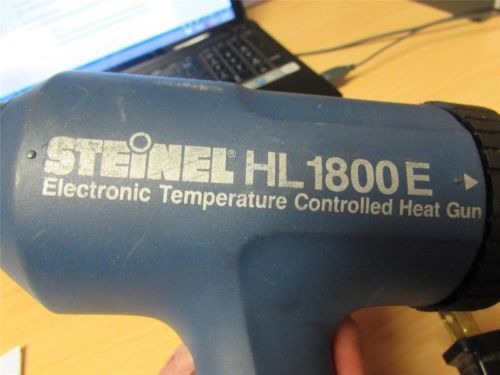 STEINEL® HL 1800 E
Electronic Temperature Controlled Heat Gun